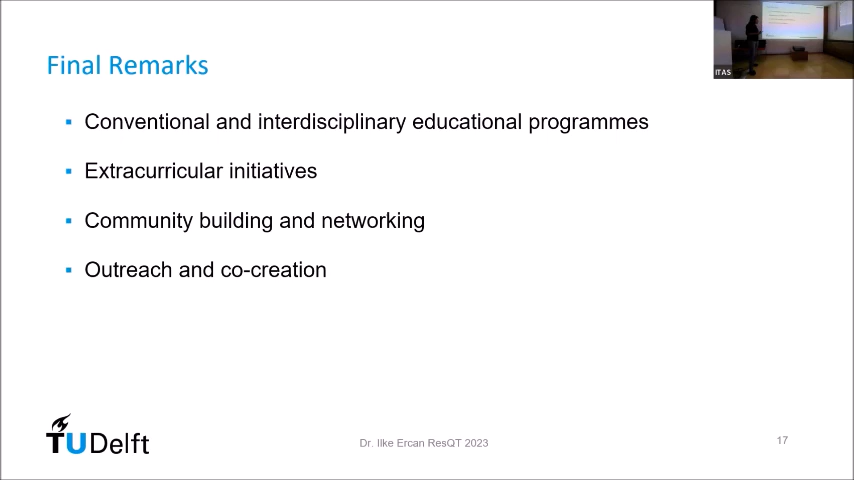 Final Remarks
ITAS
▪ Conventional and interdisciplinary educational programmes
▪ Extracurricular initiatives
▪ Community building and networking
▪ Outreach and co-creation
TUDelft
Dr. Ilke Ercan ResQT 2023
17